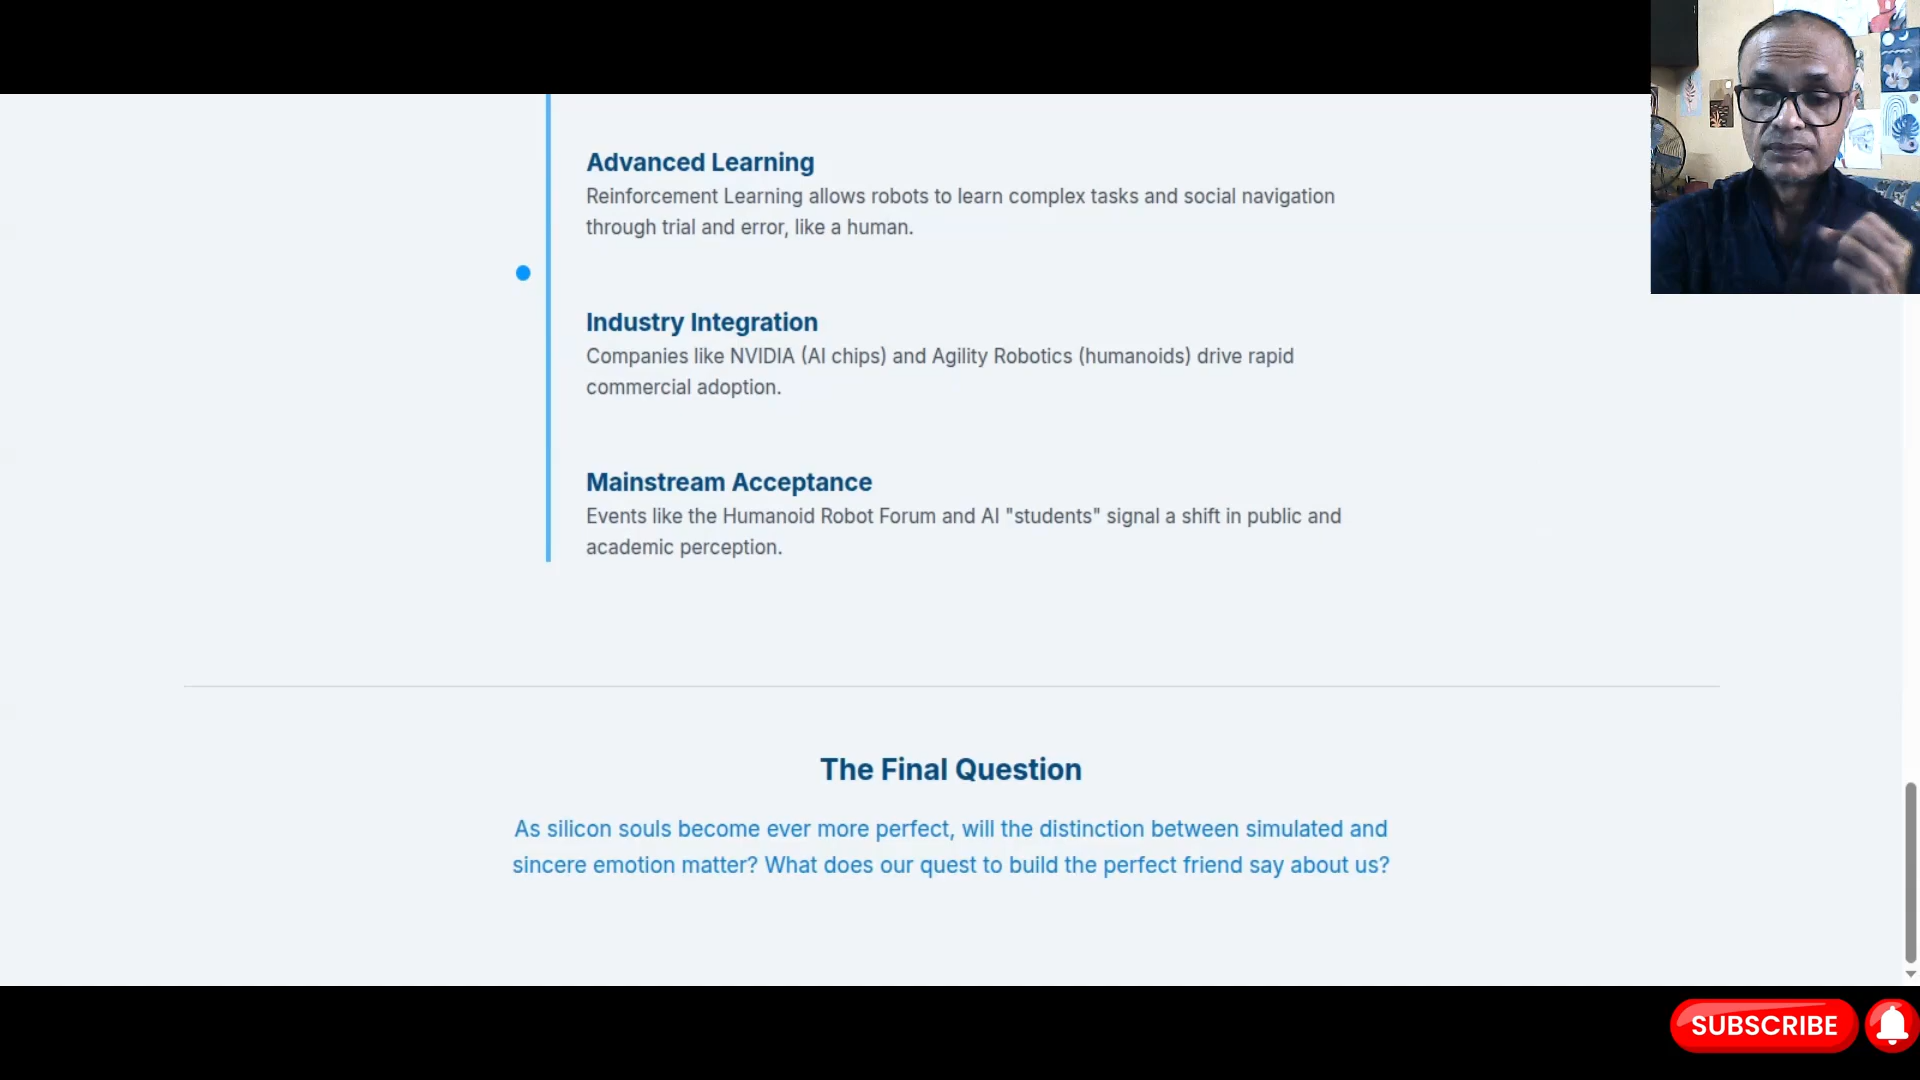 Advanced Learning
Reinforcement Learning allows robots to learn complex tasks and social navigation
through trial and error, like a human.
Industry Integration
Companies like NVIDIA (AI chips) and Agility Robotics (humanoids) drive rapid
commercial adoption.
Mainstream Acceptance
Events like the Humanoid Robot Forum and AI "students" signal a shift in public and
academic perception.
The Final Question
As silicon souls become ever more perfect, will the distinction between simulated and
sincere emotion matter? What does our quest to build the perfect friend say about us?
SUBSCRIBE